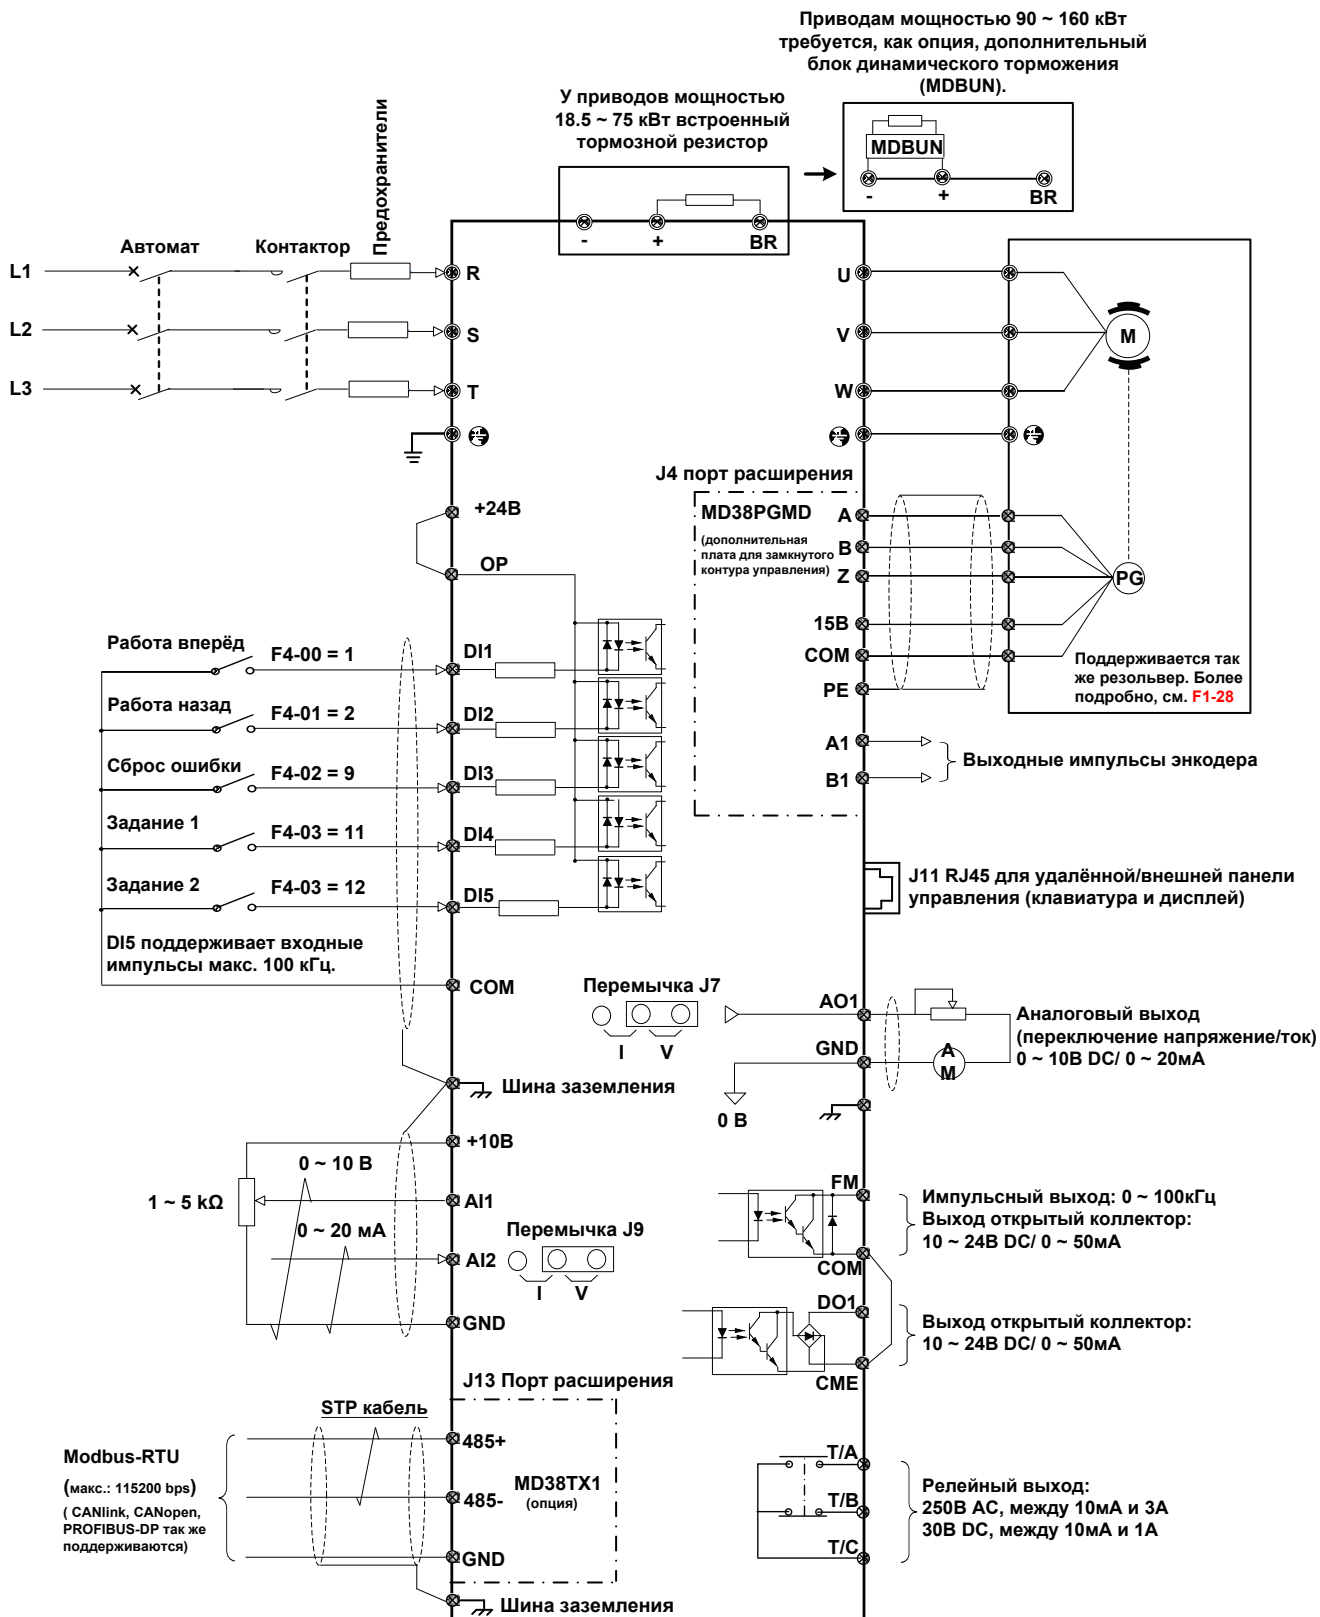 Приводам мощностью 90 ~ 160 кВт
требуется, как опция, дополнительный
блок динамического торможения
(MDBUN).
У приводов мощностью
18.5 ~ 75 кВт встроенный
тормозной резистор
MDBUN
-
+
BR
-
+
BR
Предохранители
Автомат
Контактор
L1
R
L2
S
L3
T
U
V
W
M
J4 порт расширения
MD38PGMD
(дополнительная
плата для замкнутого
контура управления)
A
B
Z
15В
COM
PE
A1
B1
PG
Поддерживается так
же резольвер. Более
подробно, см. F1-28
Выходные импульсы энкодера
+24В
OP
Работа вперёд
F4-00 = 1
DI1
Работа назад
F4-01 = 2
DI2
Сброс ошибки
F4-02 = 9
DI3
Задание 1
F4-03 = 11
DI4
Задание 2
F4-03 = 12
DI5
DI5 поддерживает входные
импульсы макс. 100 кГц.
COM
J11 RJ45 для удалённой/внешней панели
управления (клавиатура и дисплей)
Перемычка J7
I
V
AO1
GND
0 В
A
M
Аналоговый выход
(переключение напряжение/ток)
0 ~ 10В DC/ 0 ~ 20мА
Шина заземления
+10В
0 ~ 10 В
1 ~ 5 kΩ
AI1
0 ~ 20 мА
AI2
Перемычка J9
I
V
GND
FM
COM
Импульсный выход: 0 ~ 100кГц
Выход открытый коллектор:
10 ~ 24В DC/ 0 ~ 50мА
DO1
CME
Выход открытый коллектор:
10 ~ 24В DC/ 0 ~ 50мА
J13 Порт расширения
STP кабель
Modbus-RTU
(макс.: 115200 bps)
( CANlink, CANopen,
PROFIBUS-DP так же
поддерживаются)
485+
485-
GND
MD38TX1
(опция)
Шина заземления
T/A
T/B
T/C
Релейный выход:
250В AC, между 10мА и 3А
30В DC, между 10мА и 1А